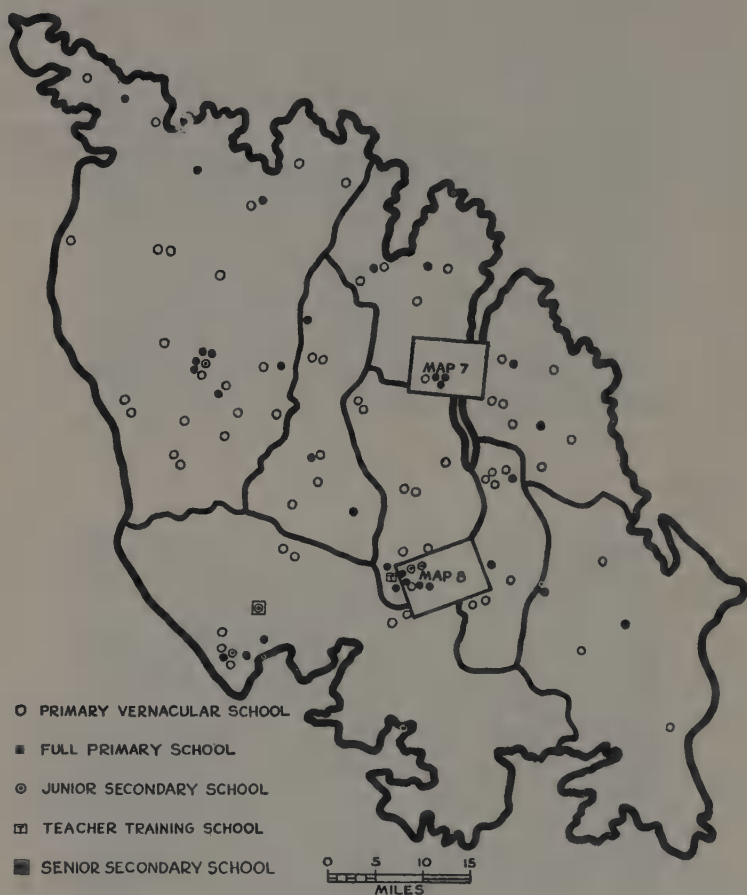 MAP 7
MAP 8
PRIMARY VERNACULAR SCHOOL
FULL PRIMARY SCHOOL
JUNIOR SECONDARY SCHOOL
T TEACHER TRAINING SCHOOL
SENIOR SECONDARY SCHOOL
0 5 10 15
MILES